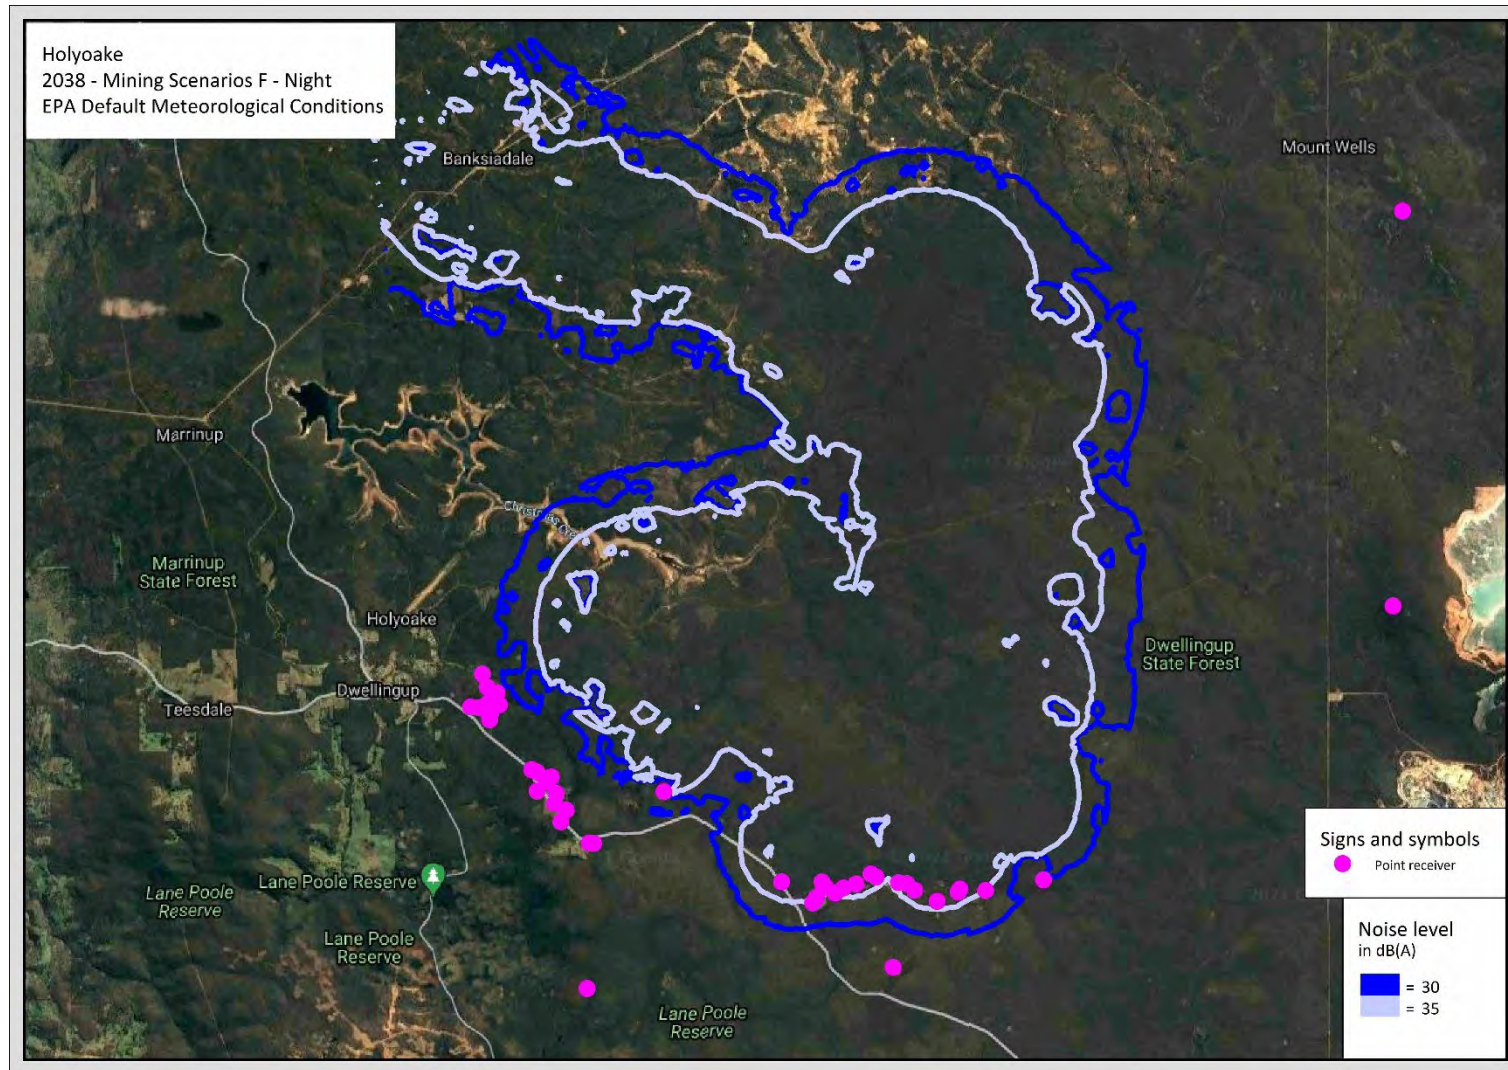 Holyoake
2038 - Mining Scenarios F - Night
EPA Default Meteorological Conditions
Banksiadale
Mount Wells
Marrinup
Marrinup
State Forest
Holyoake
Dwellingup
Teesdale
Dwellingup
State Forest
Lane Poole Reserve
Lane Poole
Reserve
Lane Poole
Reserve
Lane Poole
Reserve
Signs and symbols
Point receiver
Noise level
in dB(A)
= 30
= 35